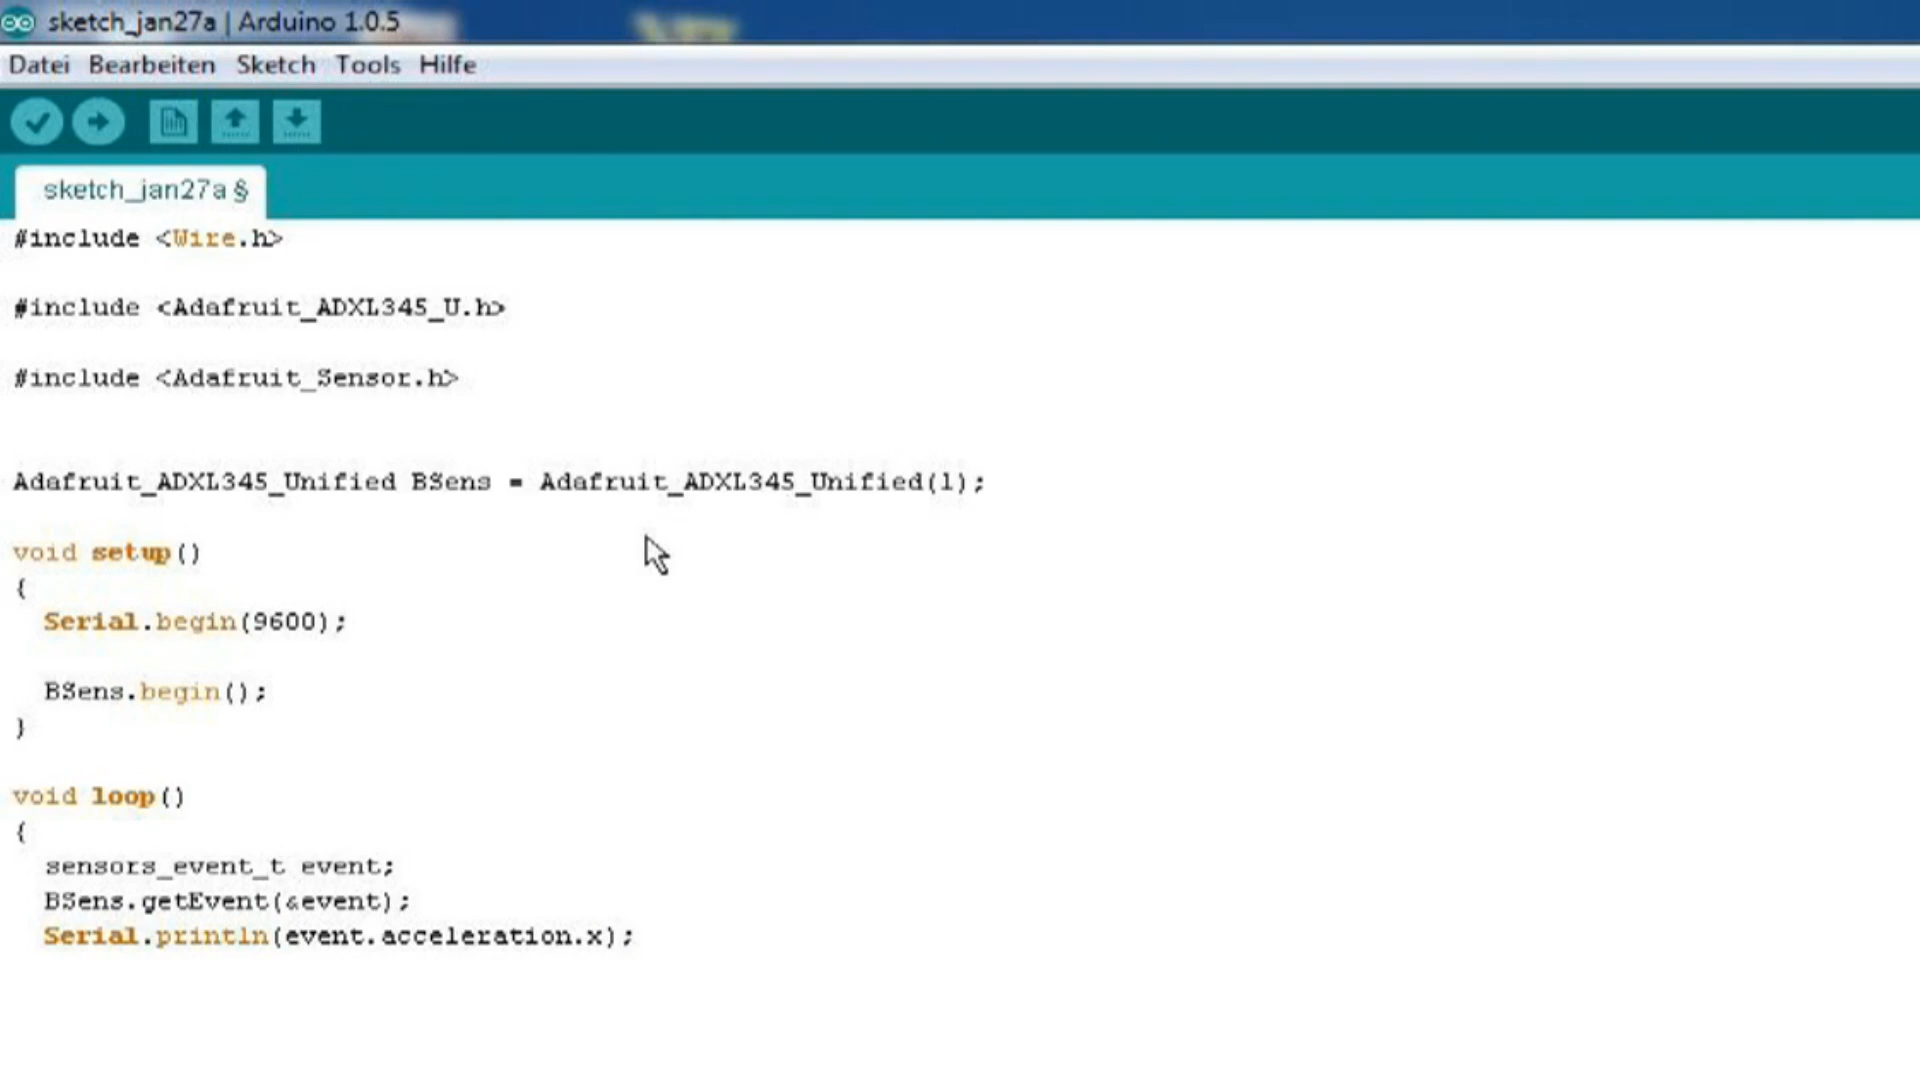 sketch_jan27a | Arduino 1.0.5
Datei Bearbeiten Sketch Tools Hilfe
sketch_jan27a §
#include <Wire.h>
#include <Adafruit_ADXL345_U.h>
#include <Adafruit_Sensor.h>
Adafruit_ADXL345_Unified BSens = Adafruit_ADXL345_Unified(1);
void setup()
{
Serial.begin(9600);
BSens.begin();
}
void loop()
{
sensors_event_t event;
BSens.getEvent(&event);
Serial.println(event.acceleration.x);